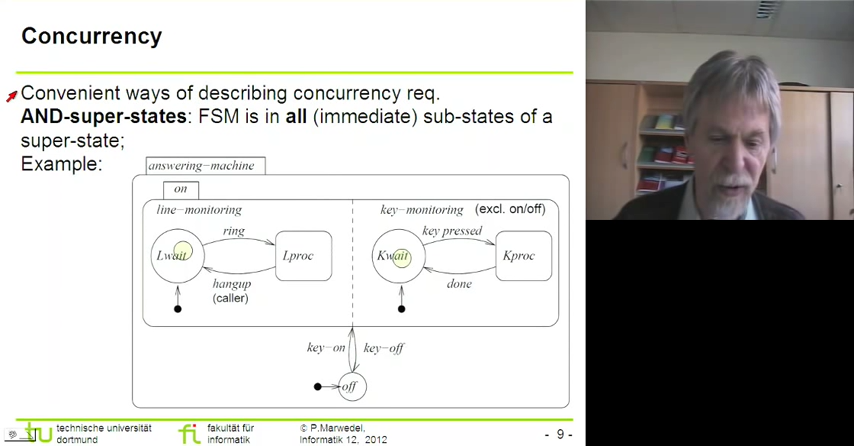 Concurrency
Convenient ways of describing concurrency req.
AND-super-states: FSM is in all (immediate) sub-states of a
super-state;
Example:
answering-machine
on
line-monitoring
key-monitoring (excl. on/off)
ring
key pressed
Lwait
Lproc
Kwait
Kproc
hangup
(caller)
done
key-on
key-off
off
technische universität
dortmund
fakultät für
informatik
© P.Marwedel,
Informatik 12, 2012
- 9 -